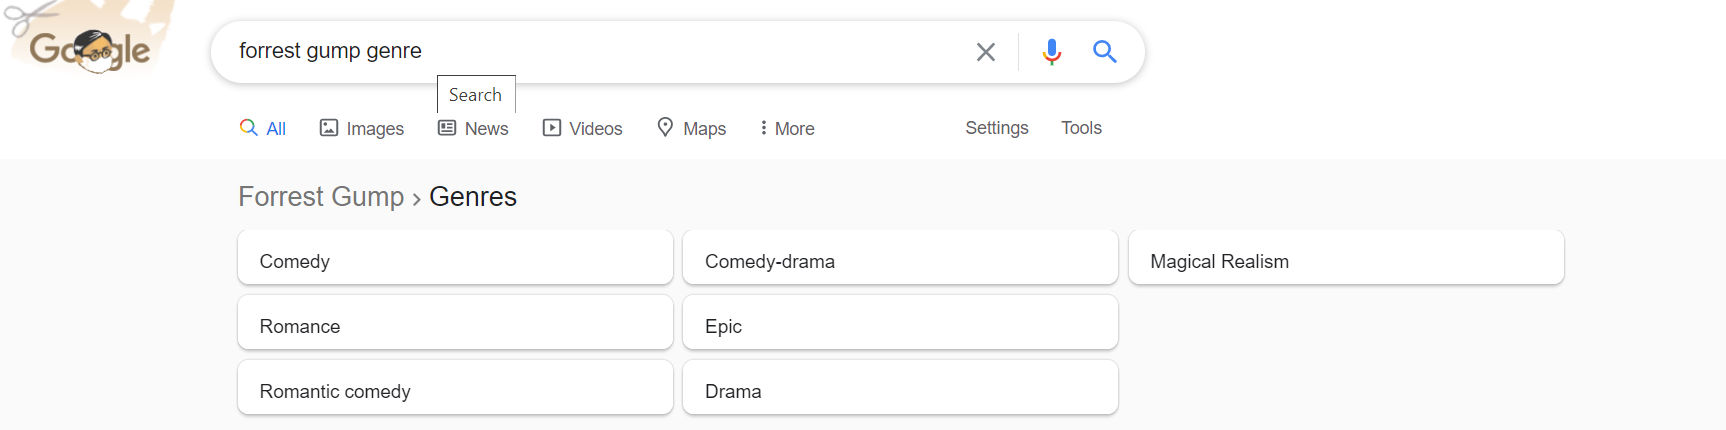 Google
forrest gump genre
Search
All Images News Videos Maps More Settings Tools
Forrest Gump › Genres
Comedy Comedy-drama Magical Realism
Romance Epic
Romantic comedy Drama